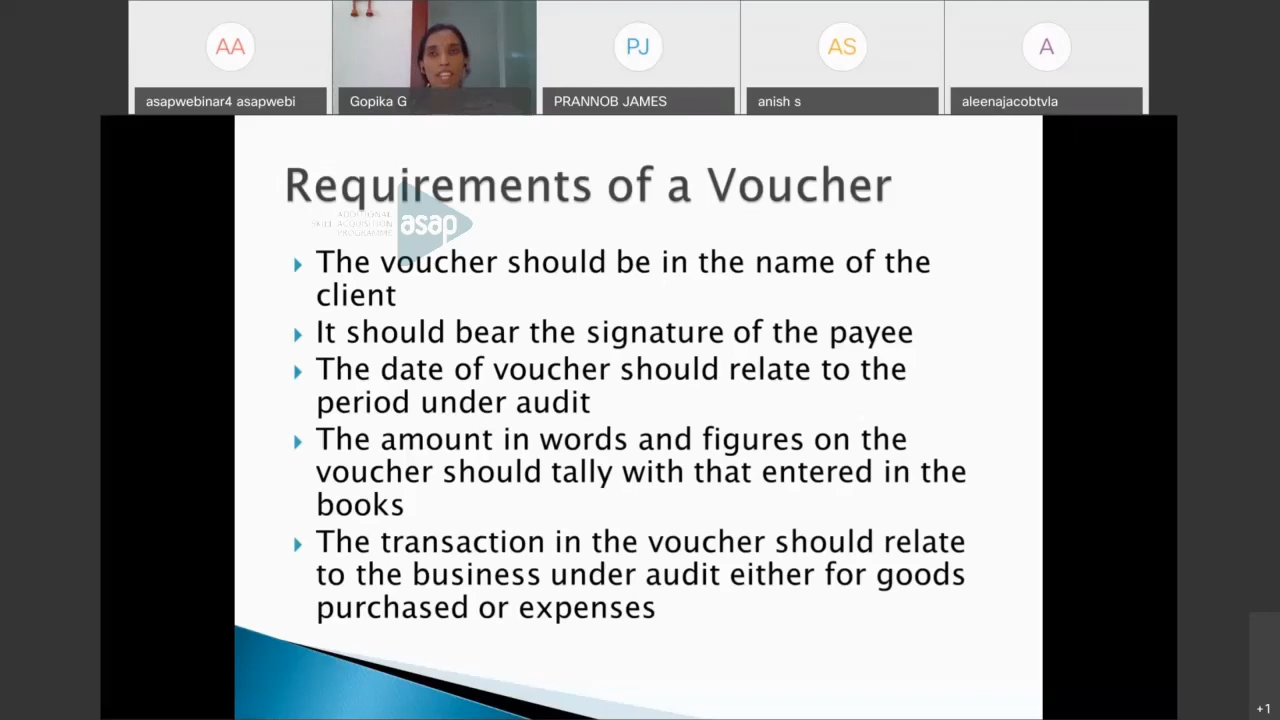 AA
PJ
AS
A
asapwebinar4 asapwebi
Gopika G
PRANNOB JAMES
anish s
aleenajacobtvla
Requirements of a Voucher
ADDITIONAL
SKILL ACQUISITION
PROGRAMME
asap
The voucher should be in the name of the
client
It should bear the signature of the payee
The date of voucher should relate to the
period under audit
The amount in words and figures on the
voucher should tally with that entered in the
books
The transaction in the voucher should relate
to the business under audit either for goods
purchased or expenses
+1